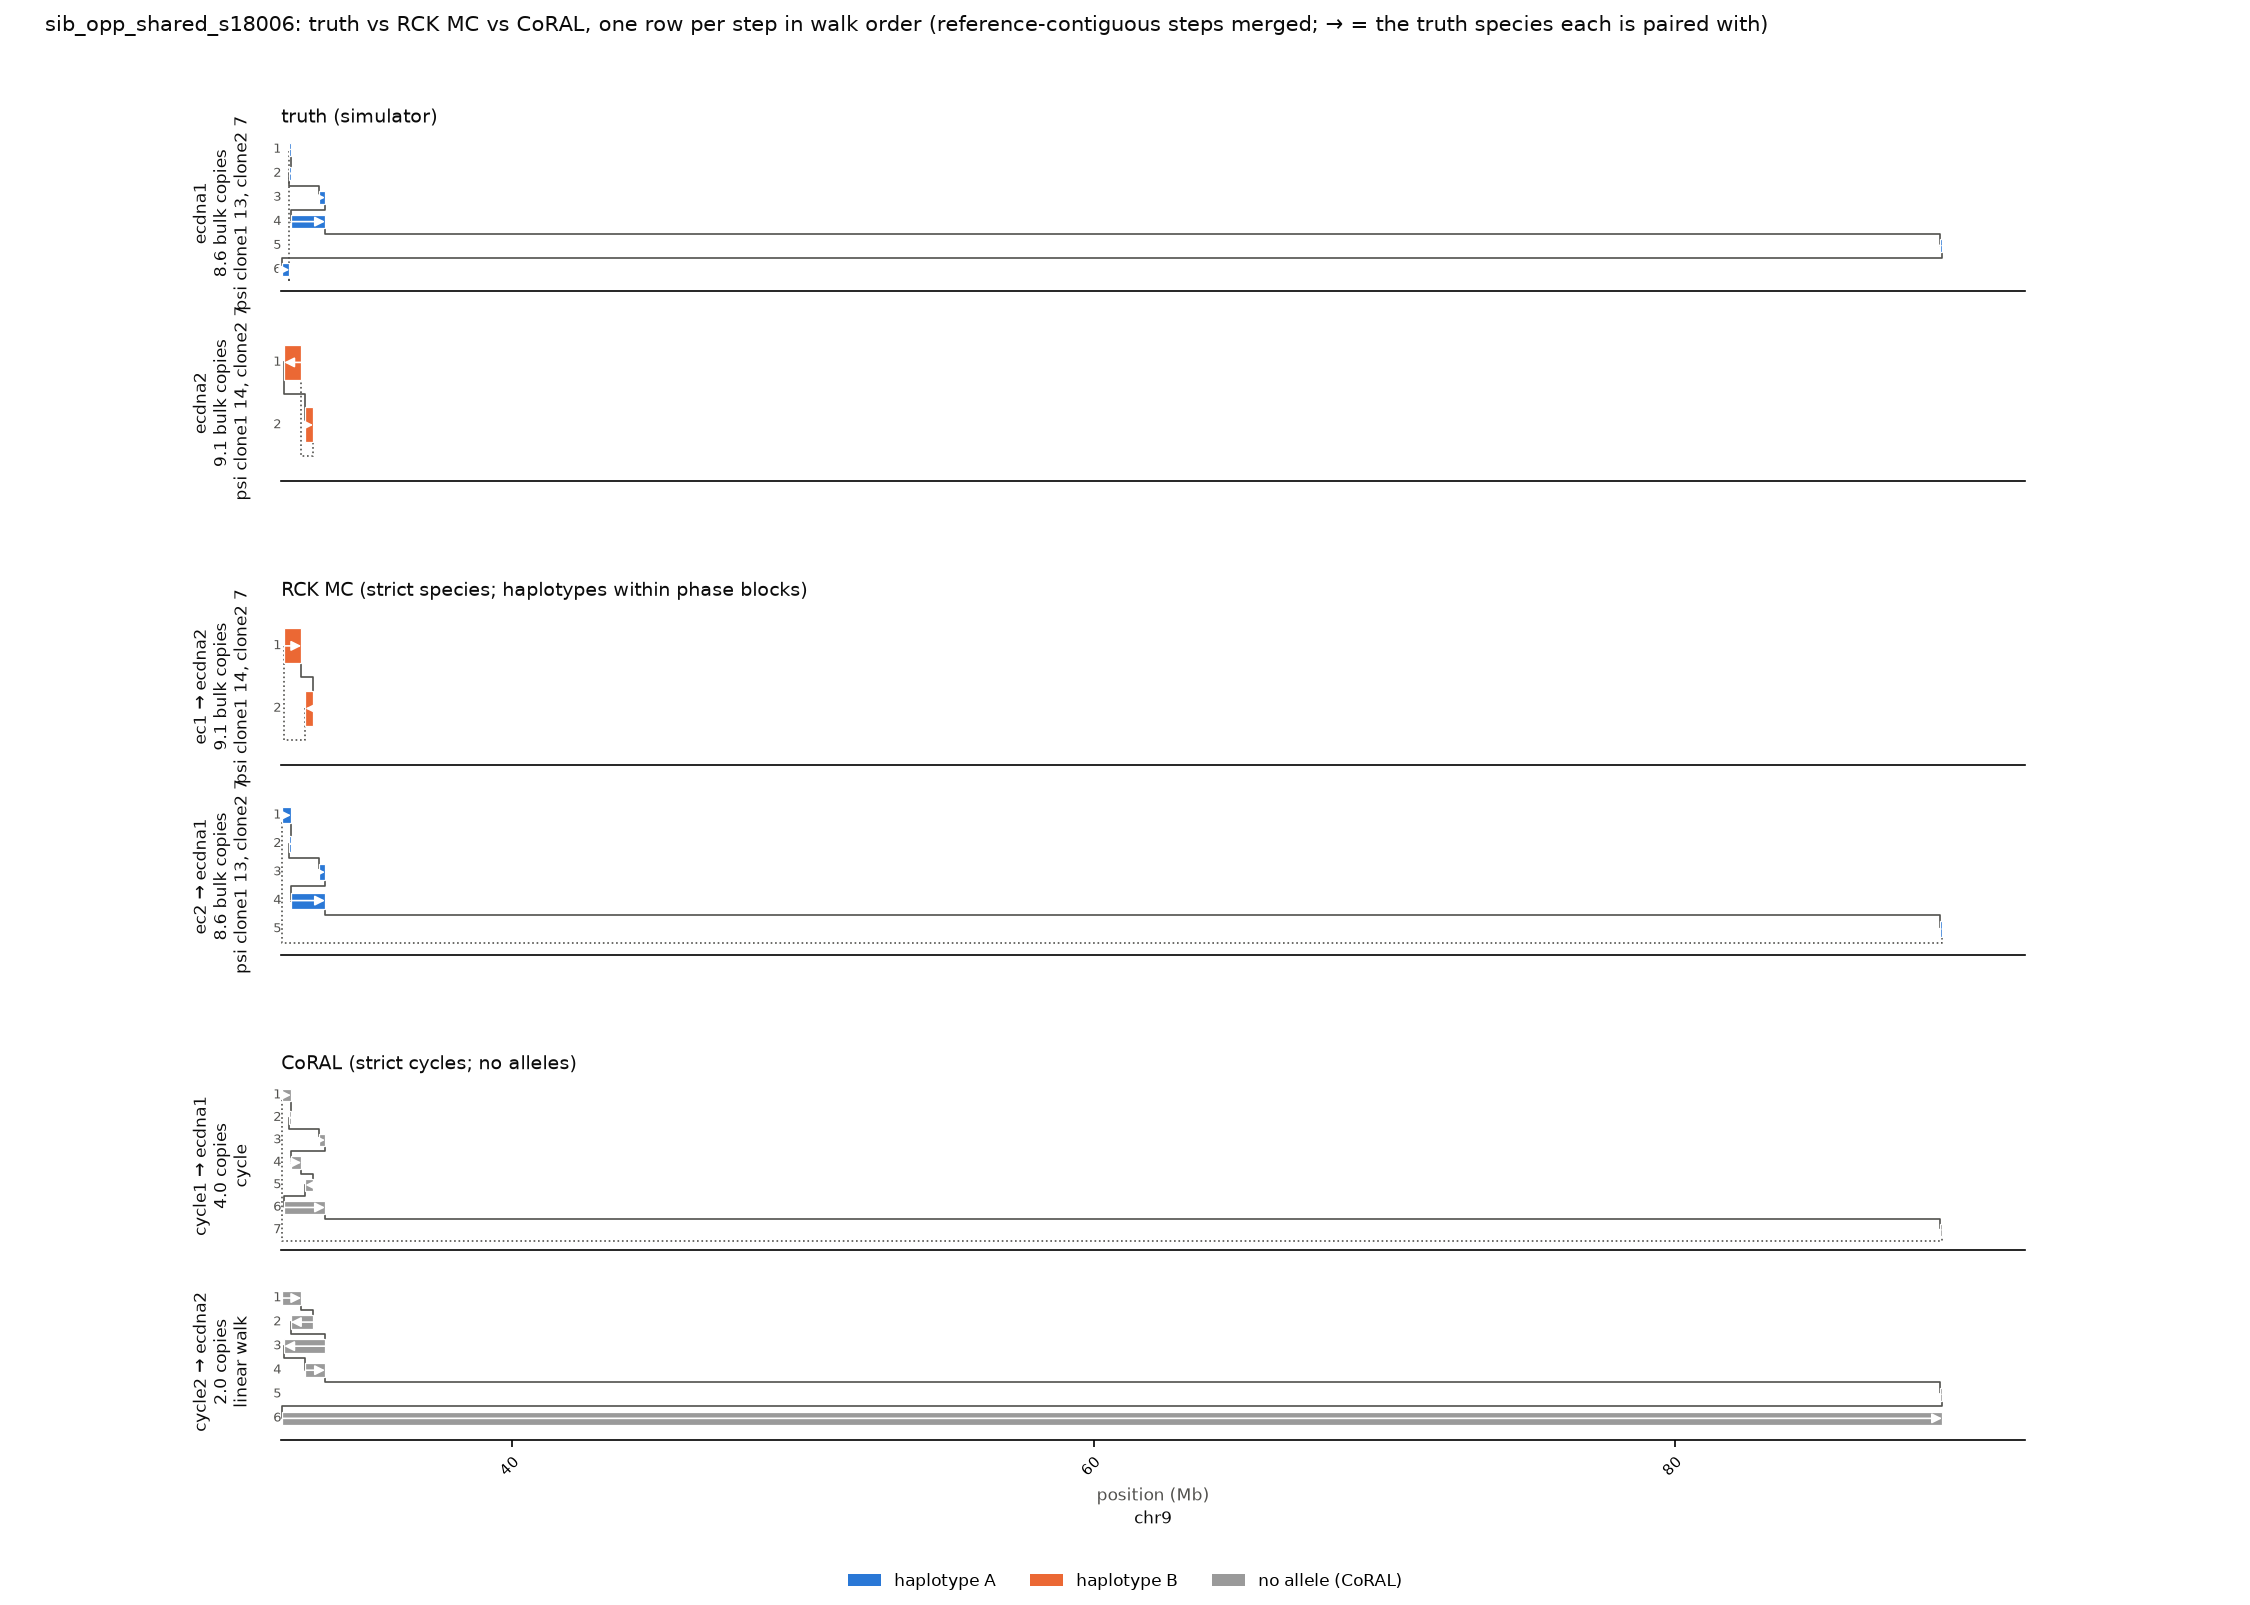 sib_opp_shared_s18006: truth vs RCK MC vs CoRAL, one row per step in walk order (reference-contiguous steps merged; → = the truth species each is paired with)
truth (simulator)
ecdna1
8.6 bulk copies
psi clone1 13, clone2 7
1
2
3
4
5
6
ecdna2
9.1 bulk copies
psi clone1 14, clone2 7
1
2
RCK MC (strict species; haplotypes within phase blocks)
ec1 → ecdna2
9.1 bulk copies
psi clone1 14, clone2 7
1
2
ec2 → ecdna1
8.6 bulk copies
psi clone1 13, clone2 7
1
2
3
4
5
CoRAL (strict cycles; no alleles)
cycle1 → ecdna1
4.0 copies
cycle
1
2
3
4
5
6
7
cycle2 → ecdna2
2.0 copies
linear walk
1
2
3
4
5
6
40
60
80
position (Mb)
chr9
haplotype A
haplotype B
no allele (CoRAL)